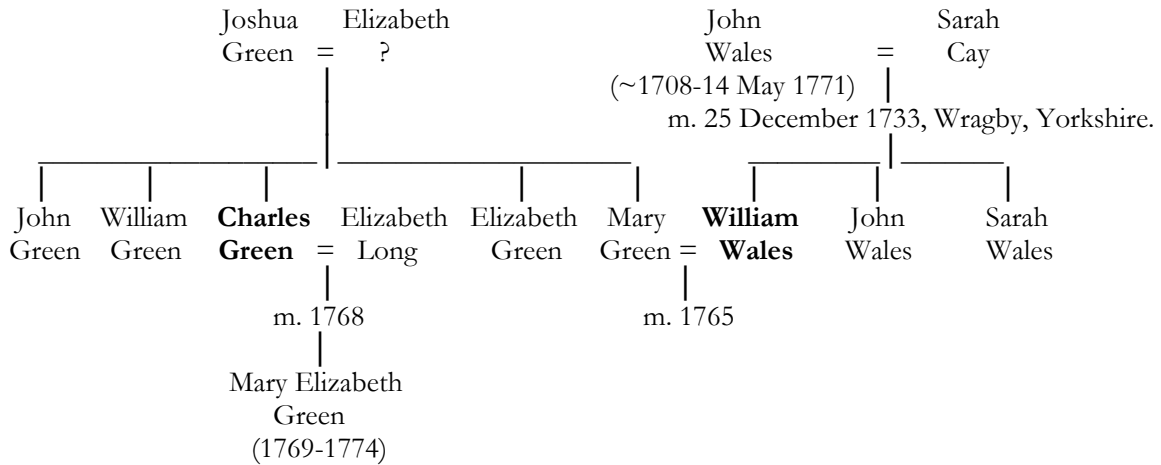 Joshua Elizabeth John Sarah
Green = ? Wales = Cay
(~1708-14 May 1771)
m. 25 December 1733, Wragby, Yorkshire.
John William Charles Elizabeth Elizabeth Mary William John Sarah
Green Green Green = Long Green Green = Wales Wales Wales
m. 1768 m. 1765
Mary Elizabeth
Green
(1769-1774)